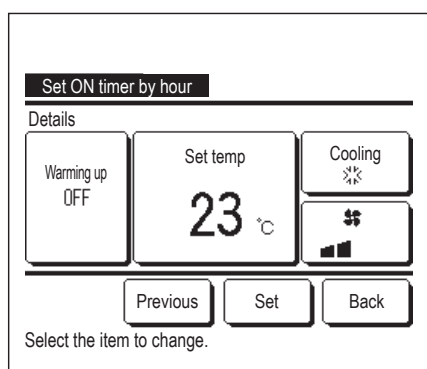 Set ON timer by hour
Details
Warming up
OFF
Set temp
23 °C
Cooling
Previous
Set
Back
Select the item to change.